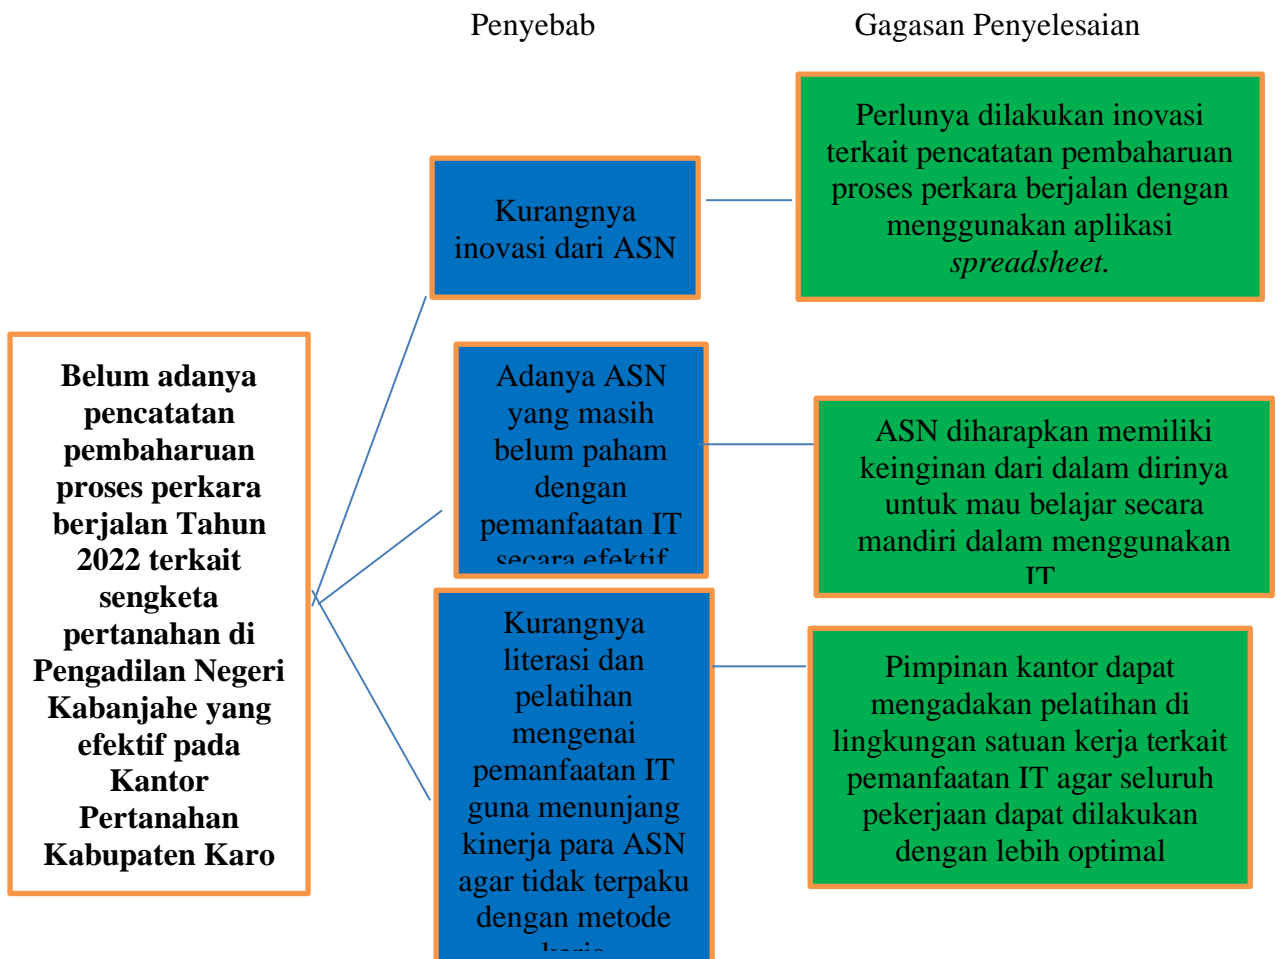 Penyebab
Gagasan Penyelesaian
Belum adanya
pencatatan
pembaharuan
proses perkara
berjalan Tahun
2022 terkait
sengketa
pertanahan di
Pengadilan Negeri
Kabanjahe yang
efektif pada
Kantor
Pertanahan
Kabupaten Karo
Kurangnya
inovasi dari ASN
Perlunya dilakukan inovasi
terkait pencatatan pembaharuan
proses perkara berjalan dengan
menggunakan aplikasi
spreadsheet.
Adanya ASN
yang masih
belum paham
dengan
pemanfaatan IT
secara efektif
ASN diharapkan memiliki
keinginan dari dalam dirinya
untuk mau belajar secara
mandiri dalam menggunakan
IT
Kurangnya
literasi dan
pelatihan
mengenai
pemanfaatan IT
guna menunjang
kinerja para ASN
agar tidak terpaku
dengan metode
Pimpinan kantor dapat
mengadakan pelatihan di
lingkungan satuan kerja terkait
pemanfaatan IT agar seluruh
pekerjaan dapat dilakukan
dengan lebih optimal